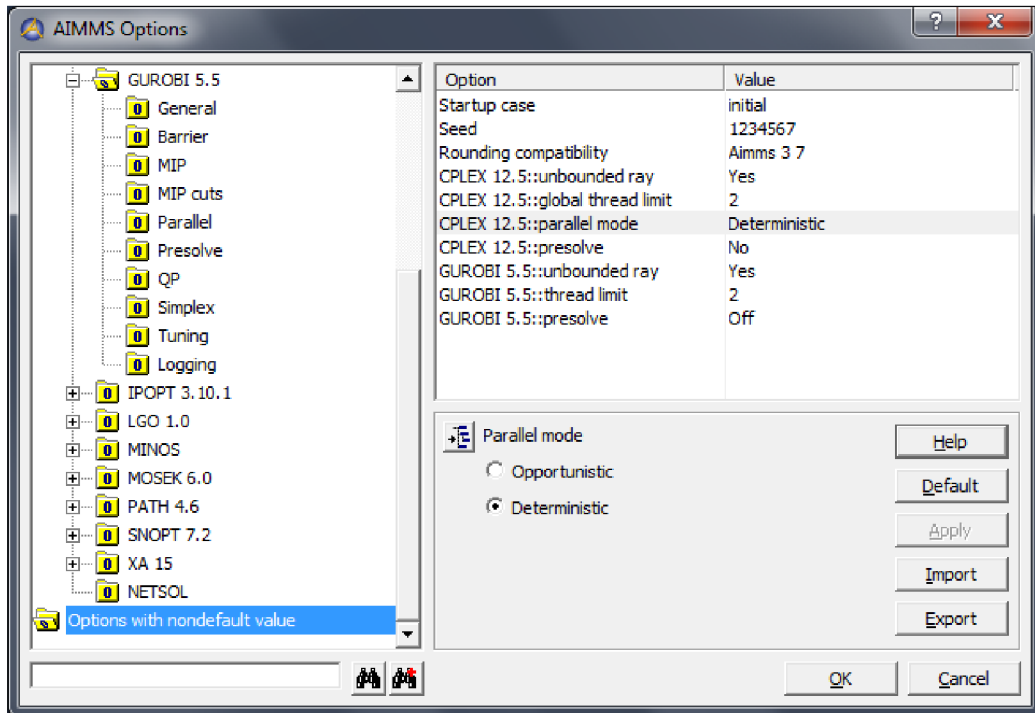 AIMMS Options
GUROBI 5.5
General
Barrier
MIP
MIP cuts
Parallel
Presolve
QP
Simplex
Tuning
Logging
IPOPT 3.10.1
LGO 1.0
MINOS
MOSEK 6.0
PATH 4.6
SNOPT 7.2
XA 15
NETSOL
Options with nondefault value
Option Value
Startup case initial
Seed 1234567
Rounding compatibility Aimms 3 7
CPLEX 12.5::unbounded ray Yes
CPLEX 12.5::global thread limit 2
CPLEX 12.5::parallel mode Deterministic
CPLEX 12.5::presolve No
GUROBI 5.5::unbounded ray Yes
GUROBI 5.5::thread limit 2
GUROBI 5.5::presolve Off
Parallel mode
Opportunistic
Deterministic
Help
Default
Apply
Import
Export
OK Cancel